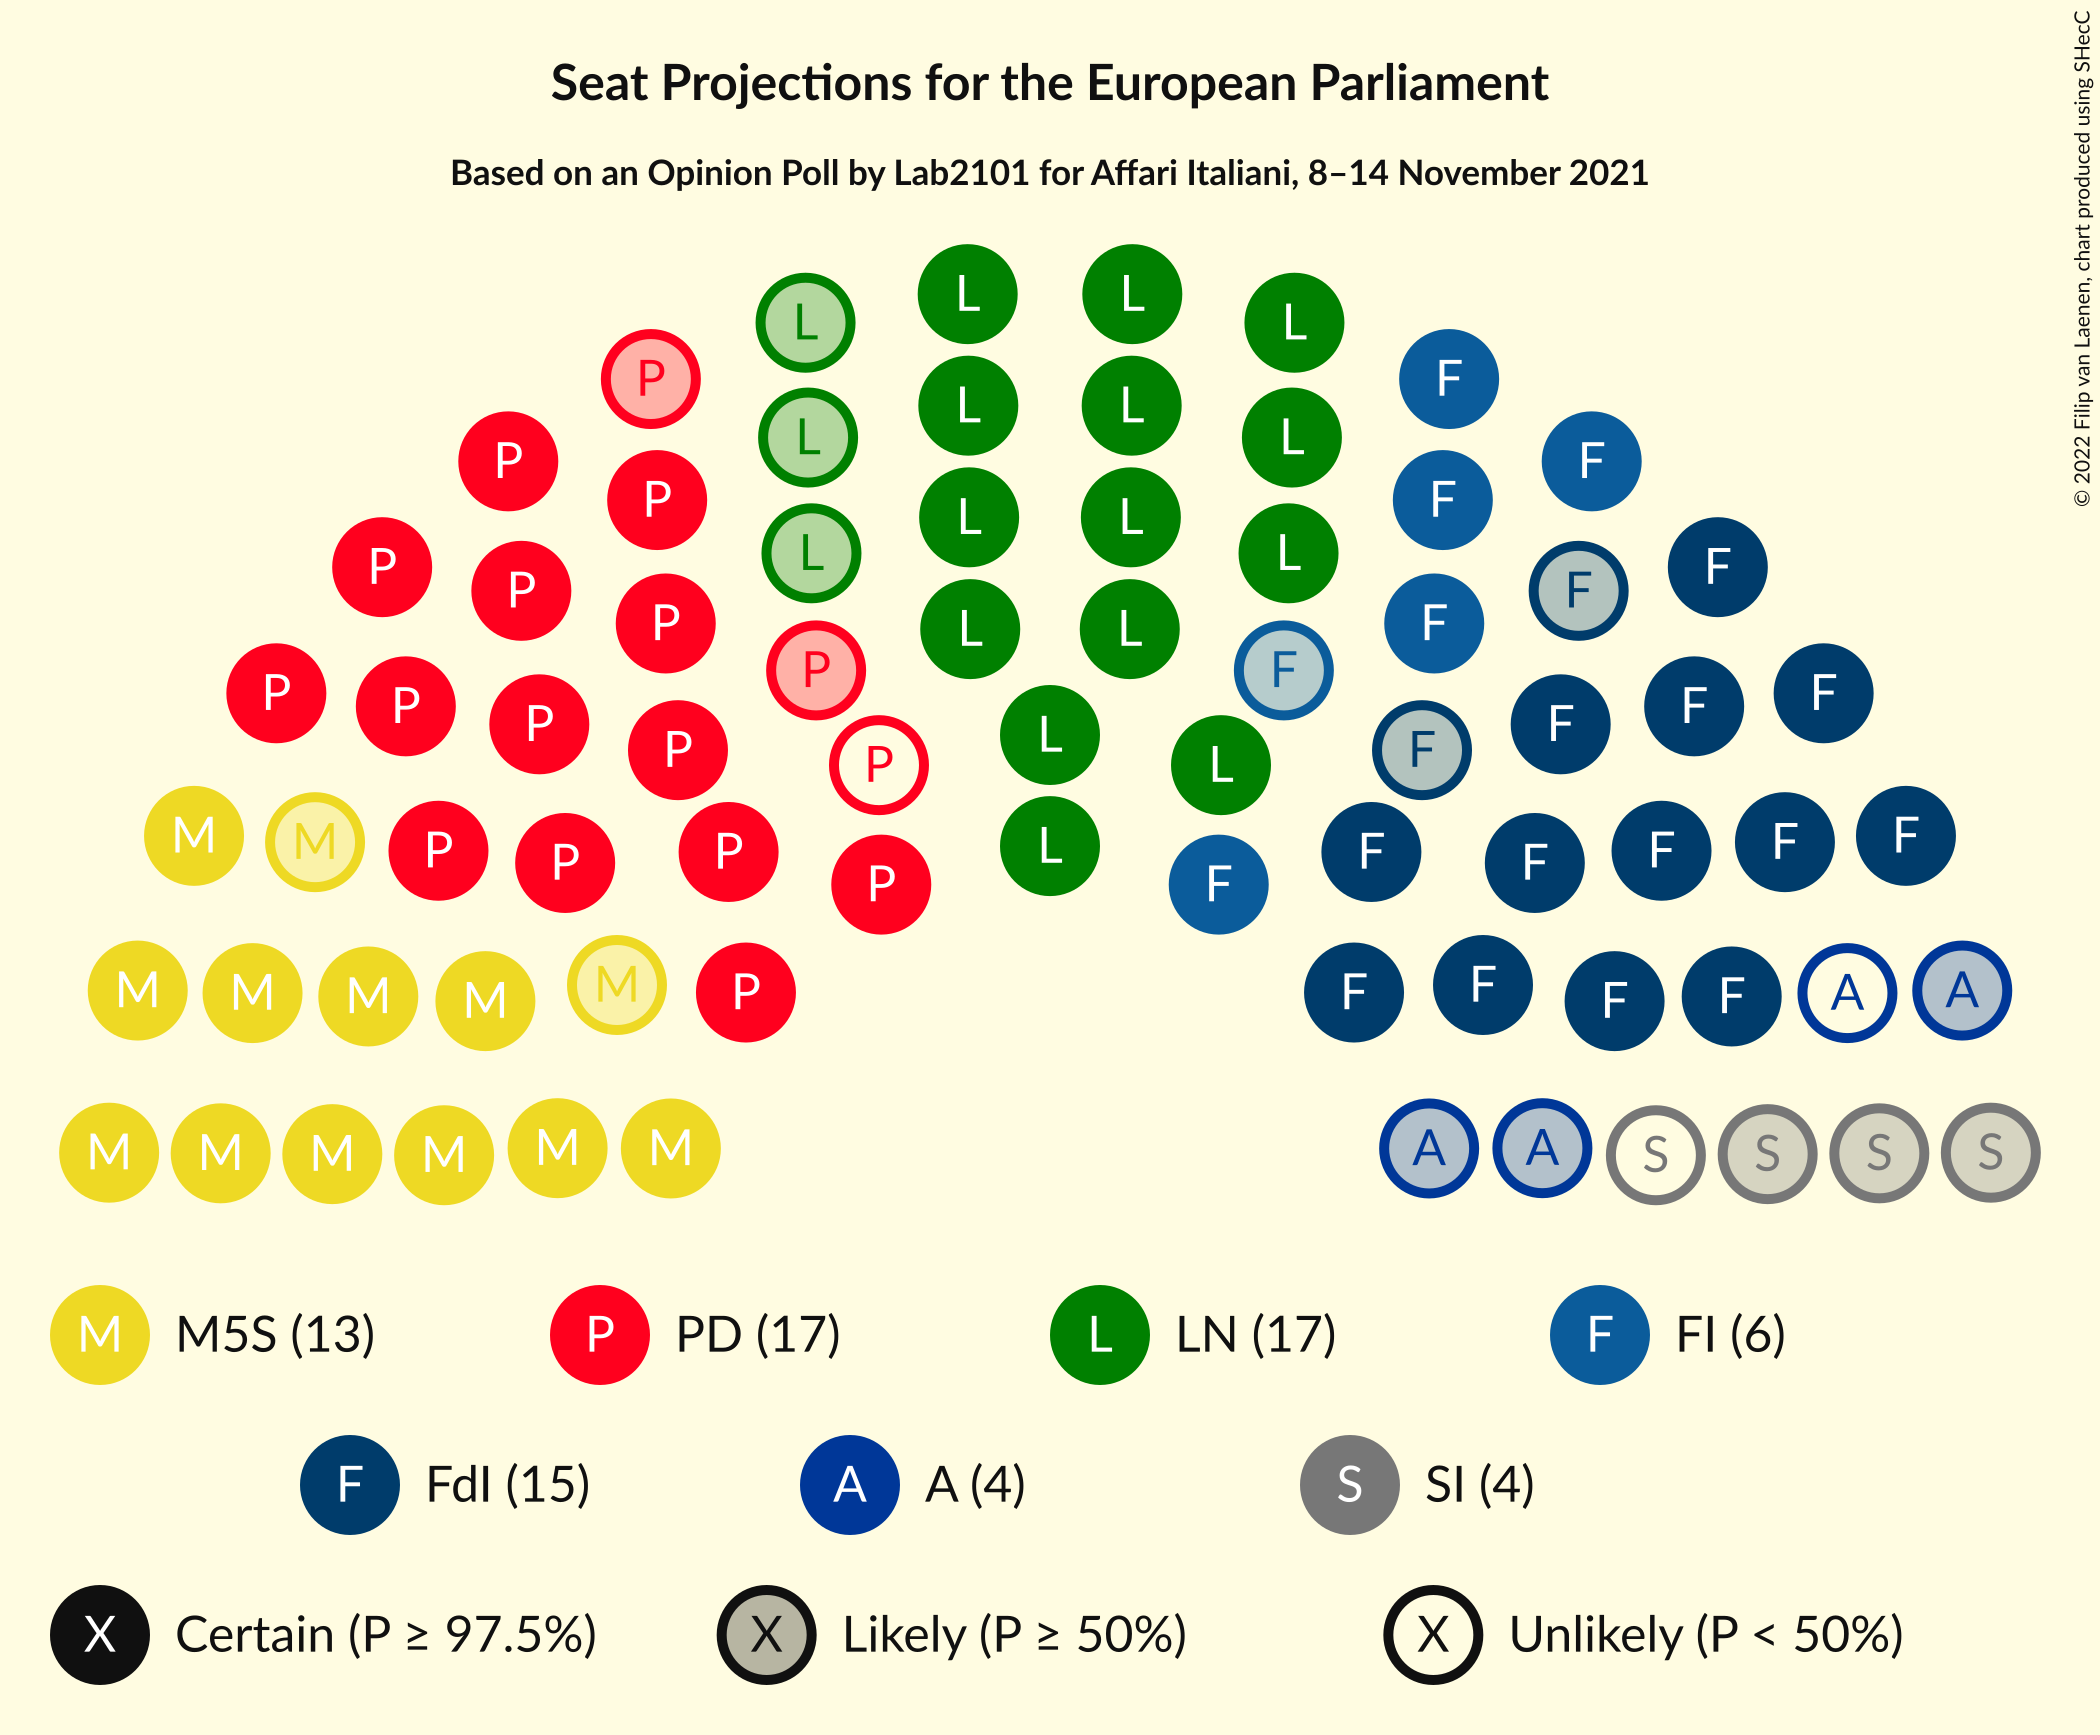 Seat Projections for the European Parliament
Based on an Opinion Poll by Lab2101 for Affari Italiani, 8–14 November 2021
© 2022 Filip van Laenen, chart produced using SHecC
L L
L L
P F
L L
L L
P F
P F
L L
L L
P F
P F
P F
L L
P F
P F
P F
P F
P F
P F
P F
L
P F
P L
M F
M F
P F
P F
P F
L
P F
M A
M A
M F
M F
M F
P F
M M M M M M A A S S S S
M M5S (13) P PD (17) L LN (17) F FI (6)
F FdI (15) A A (4) S SI (4)
X Certain (P ≥ 97.5%) X Likely (P ≥ 50%) X Unlikely (P < 50%)